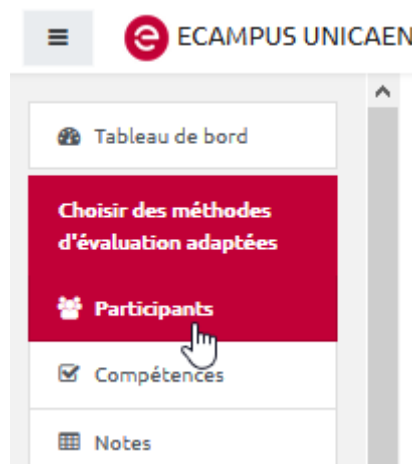 ECAMPUS UNICAEN
Tableau de bord
Choisir des méthodes
d'évaluation adaptées
Participants
Compétences
Notes